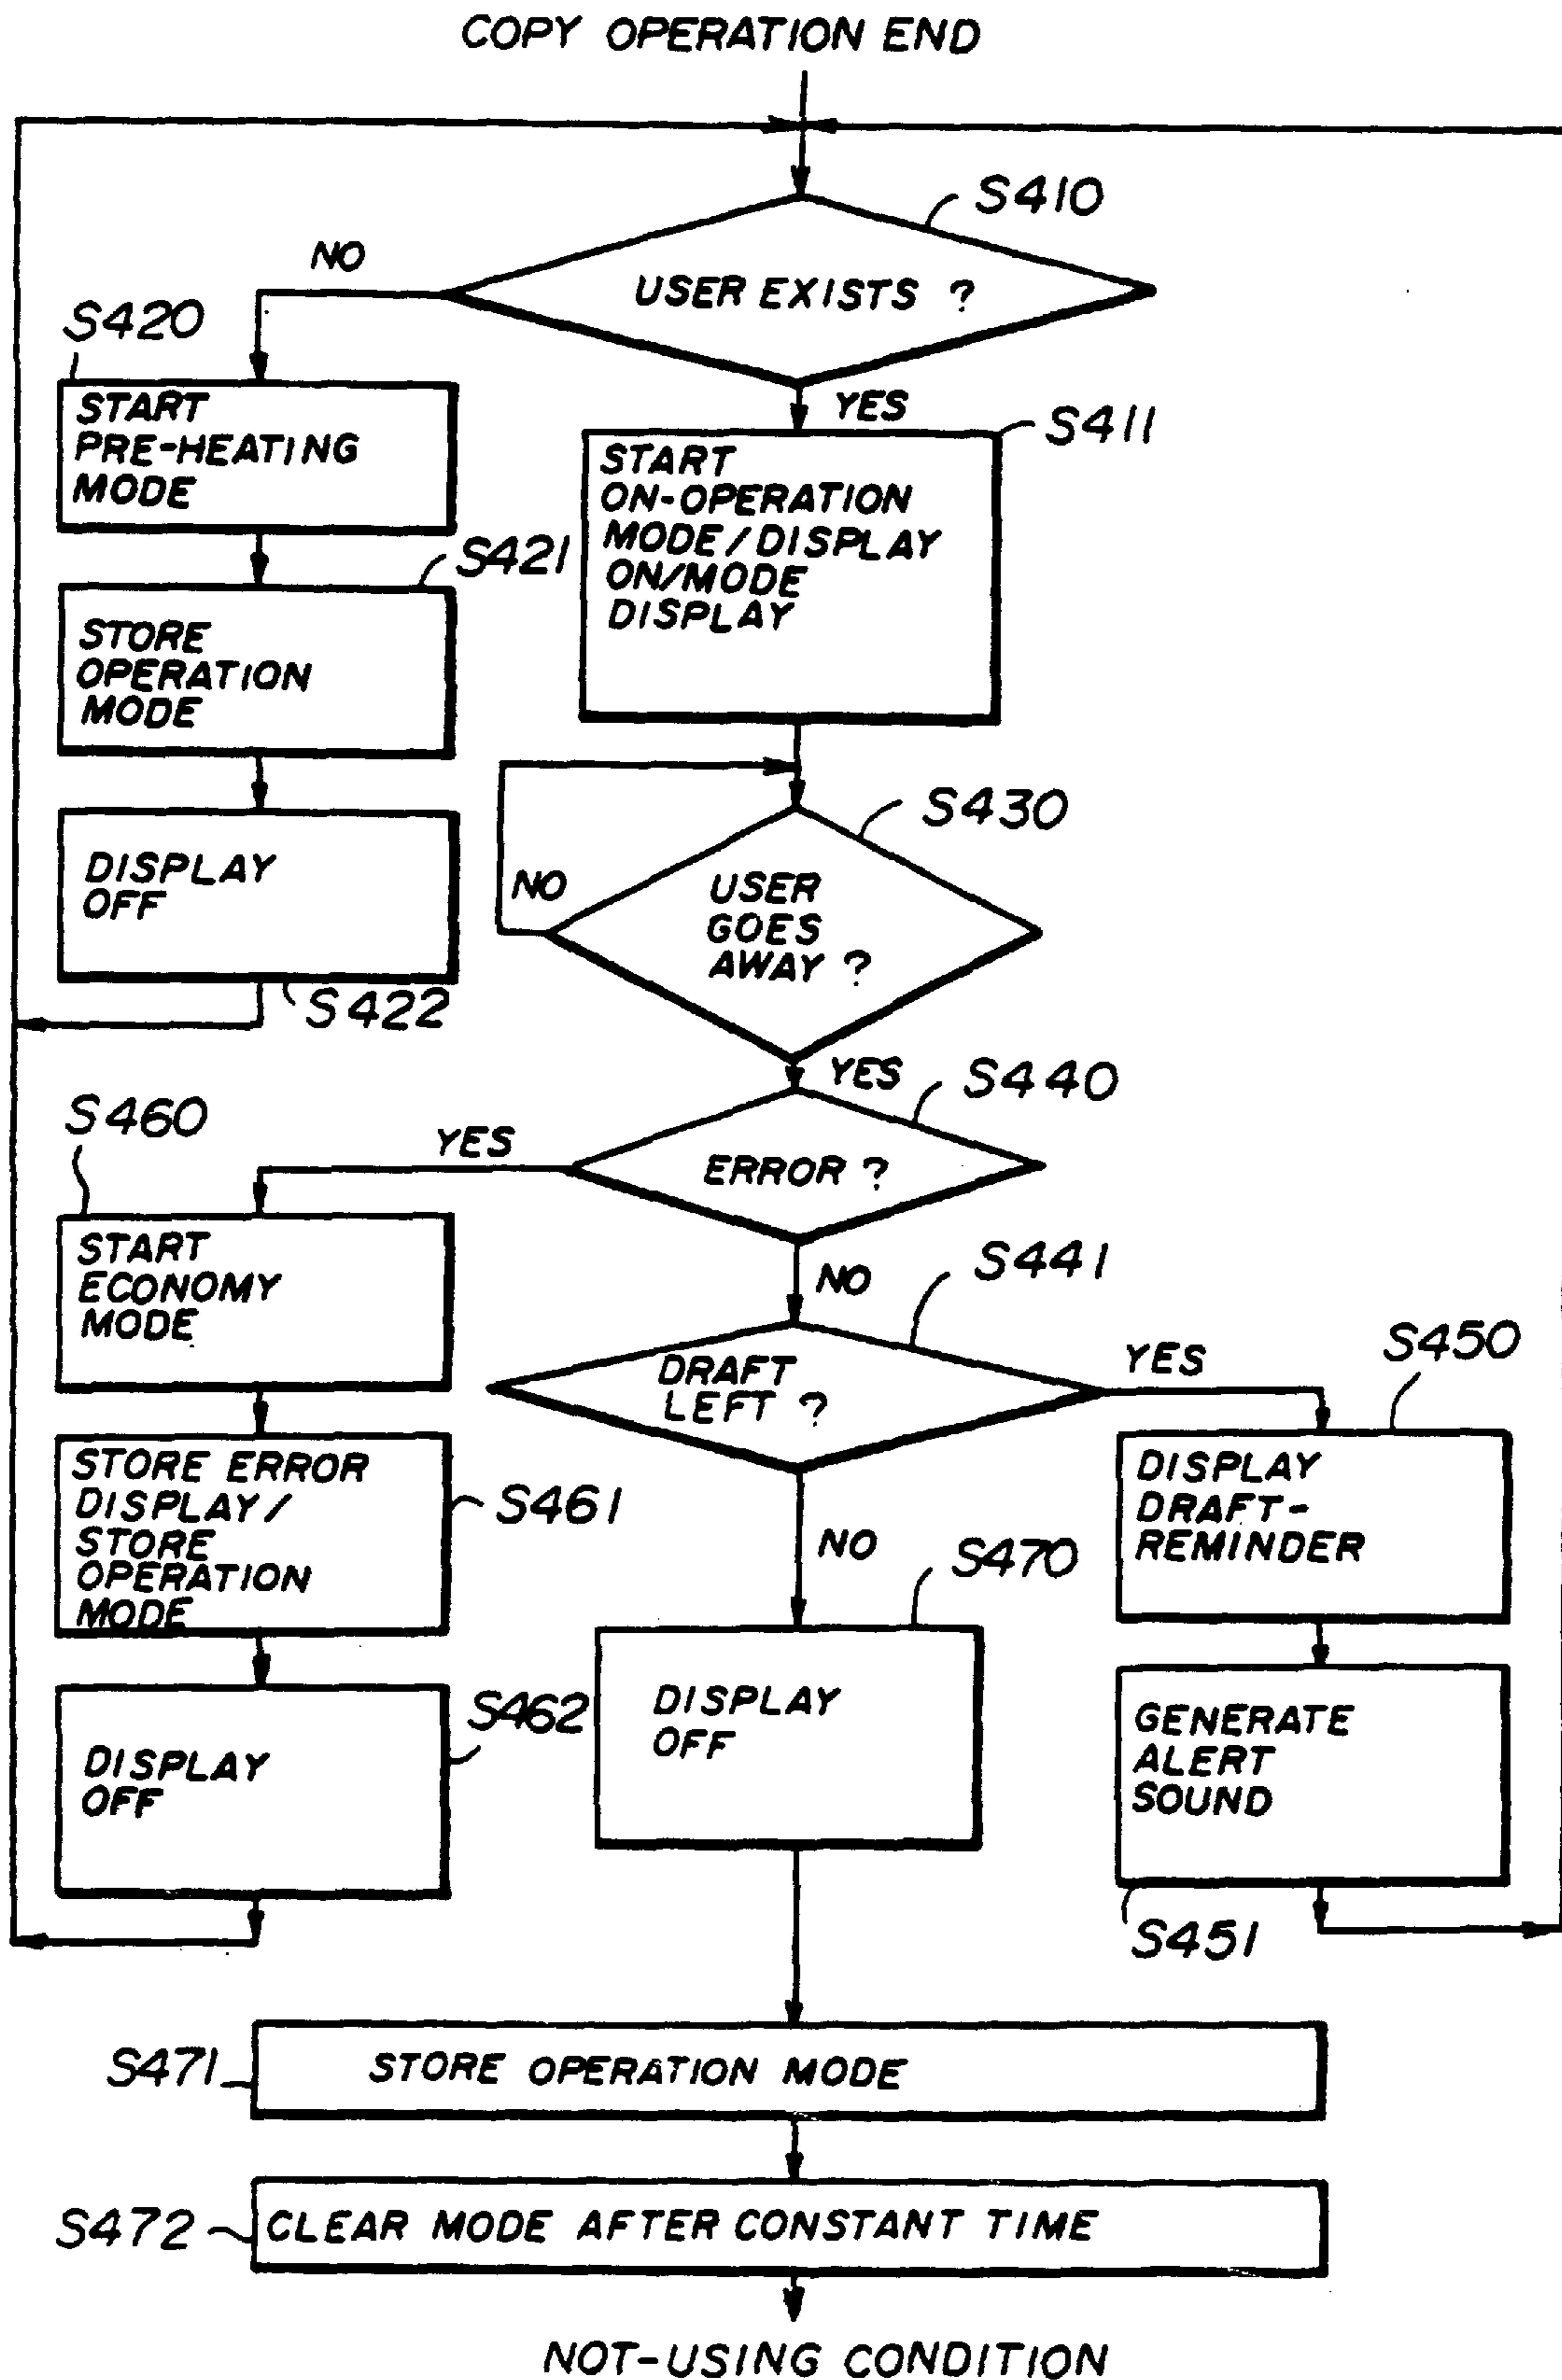 COPY OPERATION END
S410
NO
USER EXISTS ?
S420
START
PRE-HEATING
MODE
YES
S411
START
ON-OPERATION
MODE/DISPLAY
ON/MODE
DISPLAY
S421
STORE
OPERATION
MODE
S430
NO
USER
GOES
AWAY ?
DISPLAY
OFF
S422
YES
S440
S460
YES
ERROR ?
START
ECONOMY
MODE
NO
S441
DRAFT
LEFT ?
YES
S450
STORE ERROR
DISPLAY/
STORE
OPERATION
MODE
S461
DISPLAY
DRAFT-
REMINDER
NO
S470
S462
DISPLAY
OFF
DISPLAY
OFF
GENERATE
ALERT
SOUND
S451
S471
STORE OPERATION MODE
S472
CLEAR MODE AFTER CONSTANT TIME
NOT-USING CONDITION